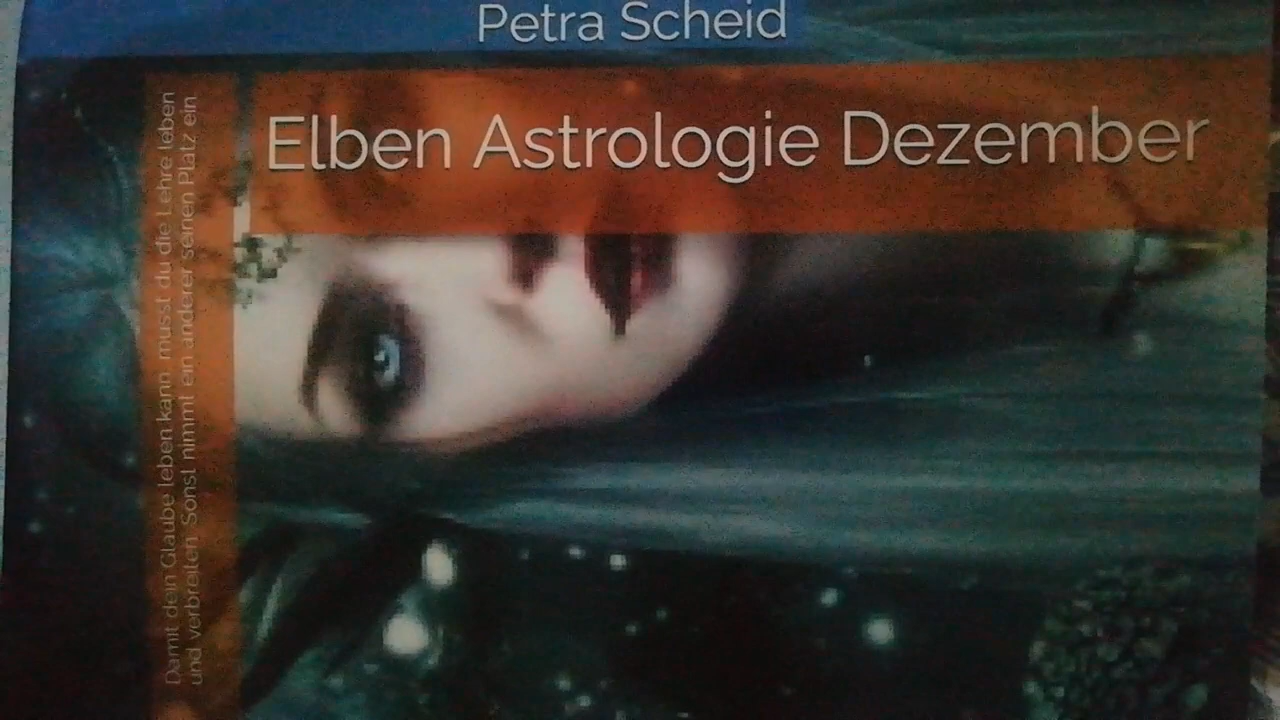 Petra Scheid
Elben Astrologie Dezember
Damit dein Glaube leben kann, musst du die Lehre leben
und verbreiten. Sonst nimmt ein anderer seinen Platz ein